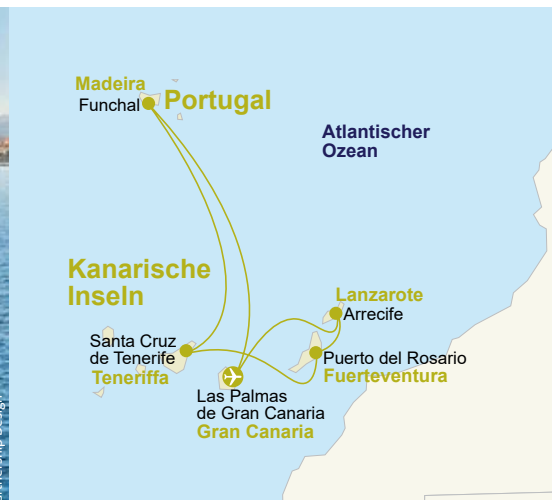 Madeira
Funchal
Portugal
Atlantischer
Ozean
Kanarische
Inseln
Lanzarote
Arrecife
Santa Cruz
de Tenerife
Teneriffa
Puerto del Rosario
Fuerteventura
Las Palmas
de Gran Canaria
Gran Canaria